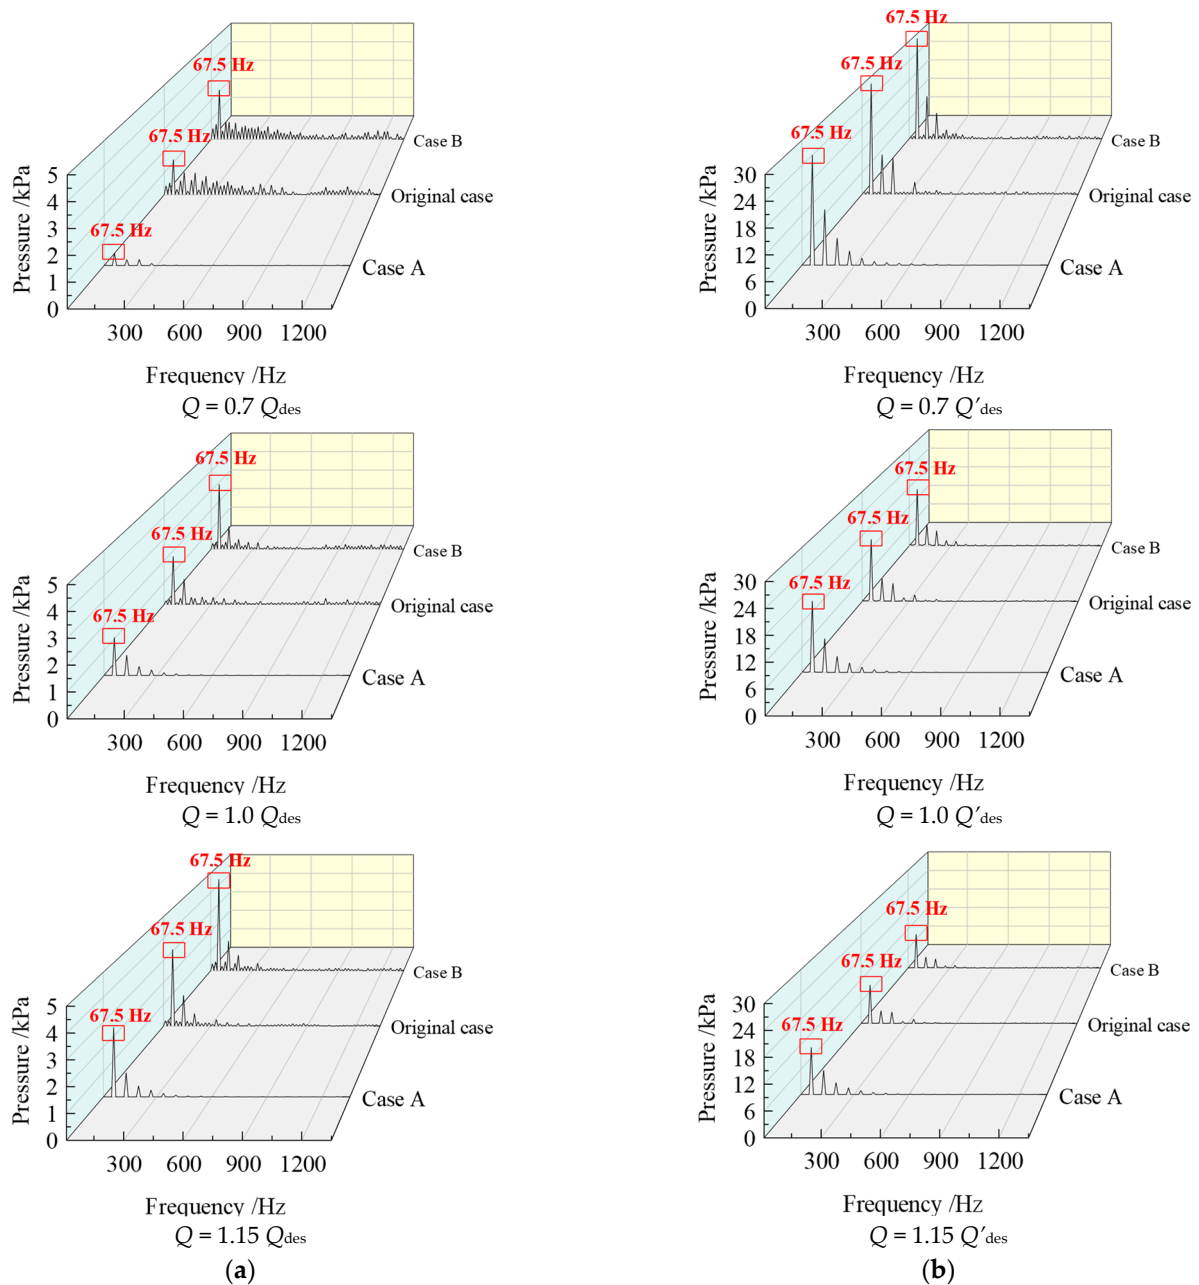 67.5 Hz
67.5 Hz
67.5 Hz
Pressure /kPa
5
4
3
2
1
0
300 600 900 1200
Frequency /Hz
Case B
Original case
Case A
Q = 0.7 Qdes
67.5 Hz
67.5 Hz
67.5 Hz
Pressure /kPa
30
24
18
12
6
0
300 600 900 1200
Frequency /Hz
Case B
Original case
Case A
Q = 0.7 Q′des
67.5 Hz
67.5 Hz
67.5 Hz
Pressure /kPa
5
4
3
2
1
0
300 600 900 1200
Frequency /Hz
Case B
Original case
Case A
Q = 1.0 Qdes
67.5 Hz
67.5 Hz
67.5 Hz
Pressure /kPa
30
24
18
12
6
0
300 600 900 1200
Frequency /Hz
Case B
Original case
Case A
Q = 1.0 Q′des
67.5 Hz
67.5 Hz
67.5 Hz
Pressure /kPa
5
4
3
2
1
0
300 600 900 1200
Frequency /Hz
Case B
Original case
Case A
Q = 1.15 Qdes
(a)
67.5 Hz
67.5 Hz
67.5 Hz
Pressure /kPa
30
24
18
12
6
0
300 600 900 1200
Frequency /Hz
Case B
Original case
Case A
Q = 1.15 Q′des
(b)